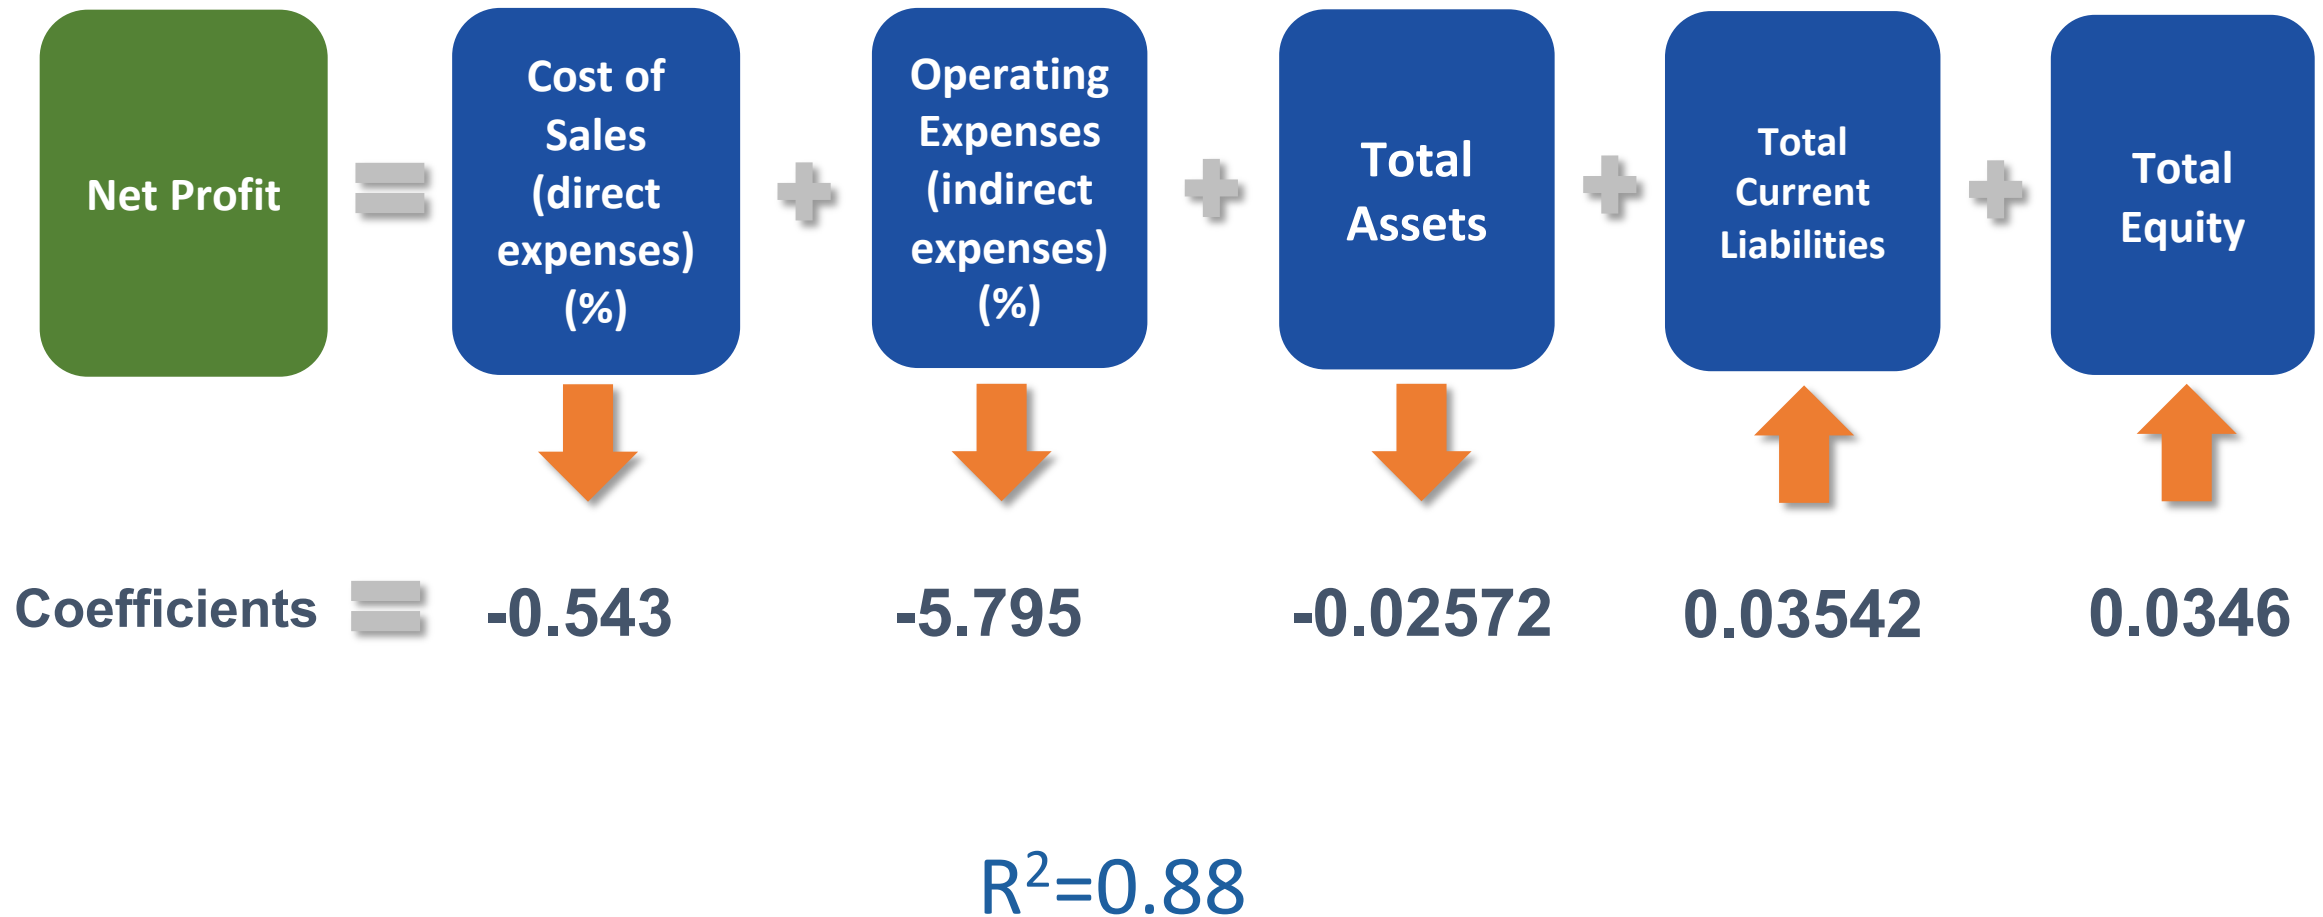 Net Profit
Cost of
Sales
(direct
expenses)
(%)
Operating
Expenses
(indirect
expenses)
(%)
Total
Assets
Total
Current
Liabilities
Total
Equity
Coefficients
-0.543
-5.795
-0.02572
0.03542
0.0346
R²=0.88